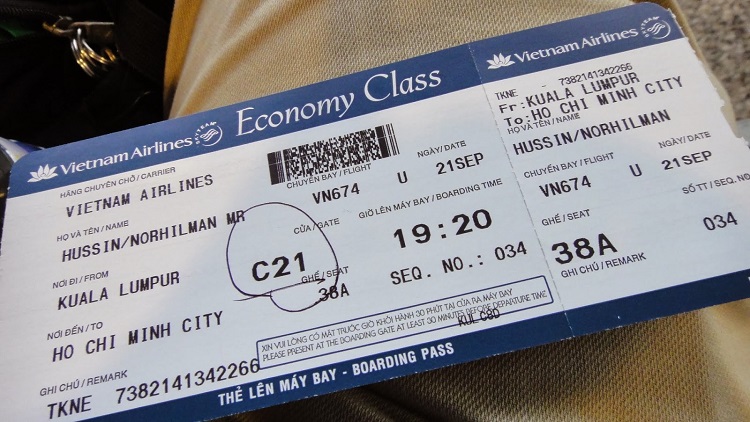 Economy Class
Vietnam Airlines SKYTEAM
HÃNG CHUYÊN CHỞ / CARRIER
VIETNAM AIRLINES
CHUYẾN BAY / FLIGHT
NGÀY / DATE
VN674 U 21SEP
HỌ VÀ TÊN / NAME
HUSSIN/NORHILMAN MR
CỬA / GATE
GIỜ LÊN MÁY BAY / BOARDING TIME
C21
19:20
NƠI ĐI / FROM
KUALA LUMPUR
GHẾ / SEAT
38A
SEQ. NO.: 034
NƠI ĐẾN / TO
HO CHI MINH CITY
XIN VUI LÒNG CÓ MẶT TRƯỚC GIỜ KHỞI HÀNH 30 PHÚT TẠI CỬA RA MÁY BAY
PLEASE PRESENT AT THE BOARDING GATE AT LEAST 30 MINUTES BEFORE DEPARTURE TIME
GHI CHÚ / REMARK
TKNE 7382141342266
THẺ LÊN MÁY BAY - BOARDING PASS
Vietnam Airlines SKYTEAM
TKNE - 7382141342266
Fr:KUALA LUMPUR
To:HO CHI MINH CITY
HỌ VÀ TÊN / NAME
HUSSIN/NORHILMAN
CHUYẾN BAY / FLIGHT
NGÀY / DATE
VN674 U 21SEP
GHẾ / SEAT
SỐ TT / SEQ. NO
38A
034
GHI CHÚ / REMARK